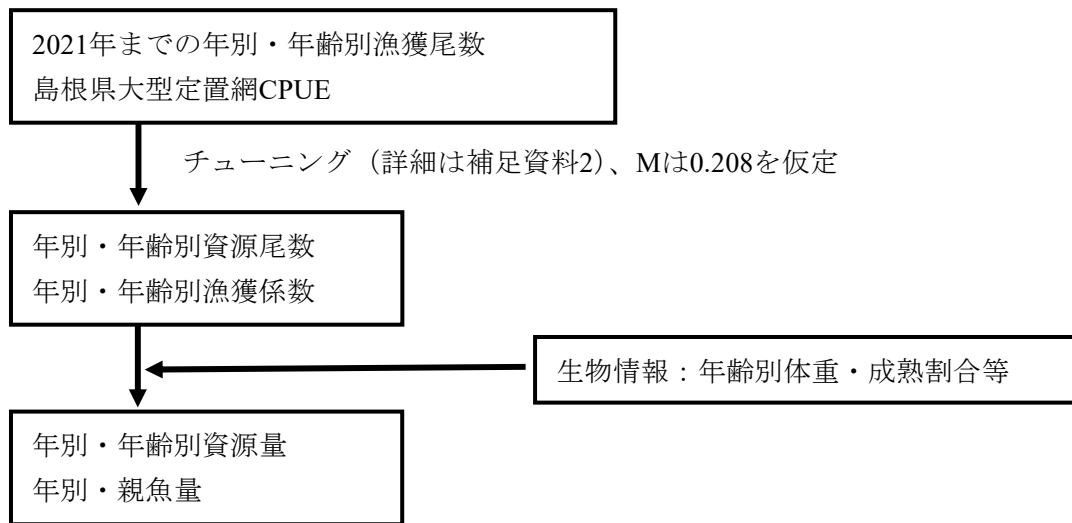 2021年までの年別・年齢別漁獲尾数
島根県大型定置網CPUE
チューニング（詳細は補足資料2）、Mは0.208を仮定
年別・年齢別資源尾数
年別・年齢別漁獲係数
生物情報：年齢別体重・成熟割合等
年別・年齢別資源量
年別・親魚量